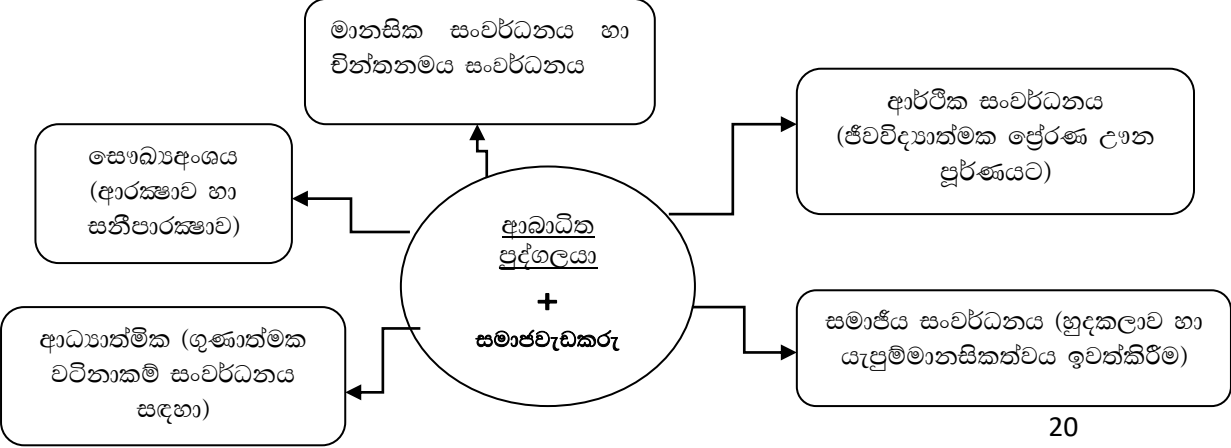 මානසික සංවර්ධනය හා
චින්තනමය සංවර්ධනය
ආර්ථික සංවර්ධනය
(ජීවවිද්‍යාත්මක ප්‍රේරණ ඌන
පූර්ණයට)
සෞඛ්‍යඅංශය
(ආරක්‍ෂාව හා
සනීපාරක්‍ෂාව)
ආබාධිත
පුද්ගලයා
+
සමාජවැඩකරු
ආධ්‍යාත්මික (ගුණාත්මක
වටිනාකම් සංවර්ධනය
සඳහා)
සමාජීය සංවර්ධනය (හුදකලාව හා
යැපුම්මානසිකත්වය ඉවත්කිරීම)
20